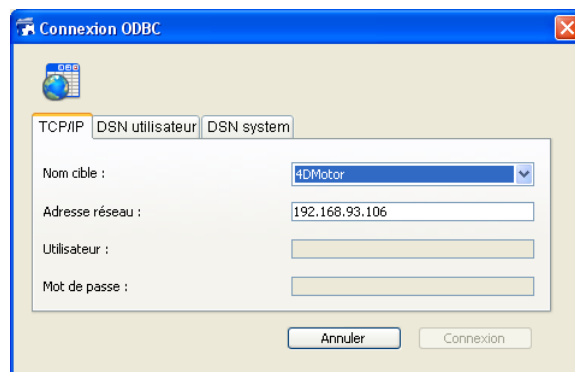 Connexion ODBC
TCP/IP DSN utilisateur DSN system
Nom cible : 4DMotor
Adresse réseau : 192.168.93.106
Utilisateur :
Mot de passe :
Annuler Connexion